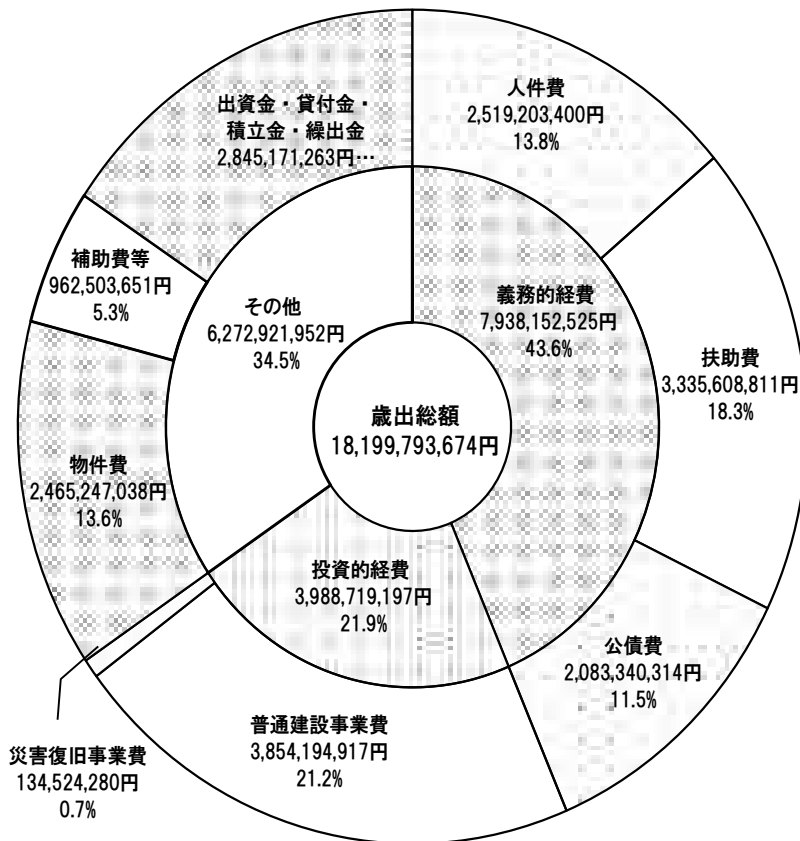 出資金・貸付金・
積立金・繰出金
2,845,171,263円…
人件費
2,519,203,400円
13.8%
補助費等
962,503,651円
5.3%
その他
6,272,921,952円
34.5%
義務的経費
7,938,152,525円
43.6%
扶助費
3,335,608,811円
18.3%
歳出総額
18,199,793,674円
物件費
2,465,247,038円
13.6%
投資的経費
3,988,719,197円
21.9%
公債費
2,083,340,314円
11.5%
普通建設事業費
3,854,194,917円
21.2%
災害復旧事業費
134,524,280円
0.7%